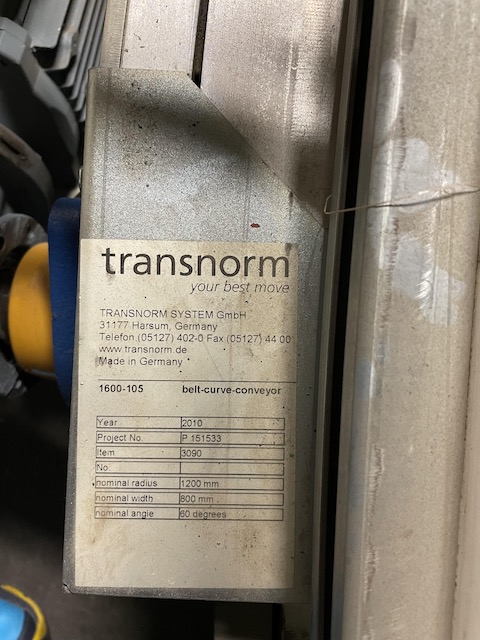 transnorm
your best move
TRANSNORM SYSTEM GmbH
31177 Harsum, Germany
Telefon (05127) 402-0 Fax (05127) 44 00
www.transnorm.de
Made in Germany
1600-105 belt-curve-conveyor
Year 2010
Project No. P 151533
Item 3090
No.
nominal radius 1200 mm
nominal width 800 mm
nominal angle 60 degrees